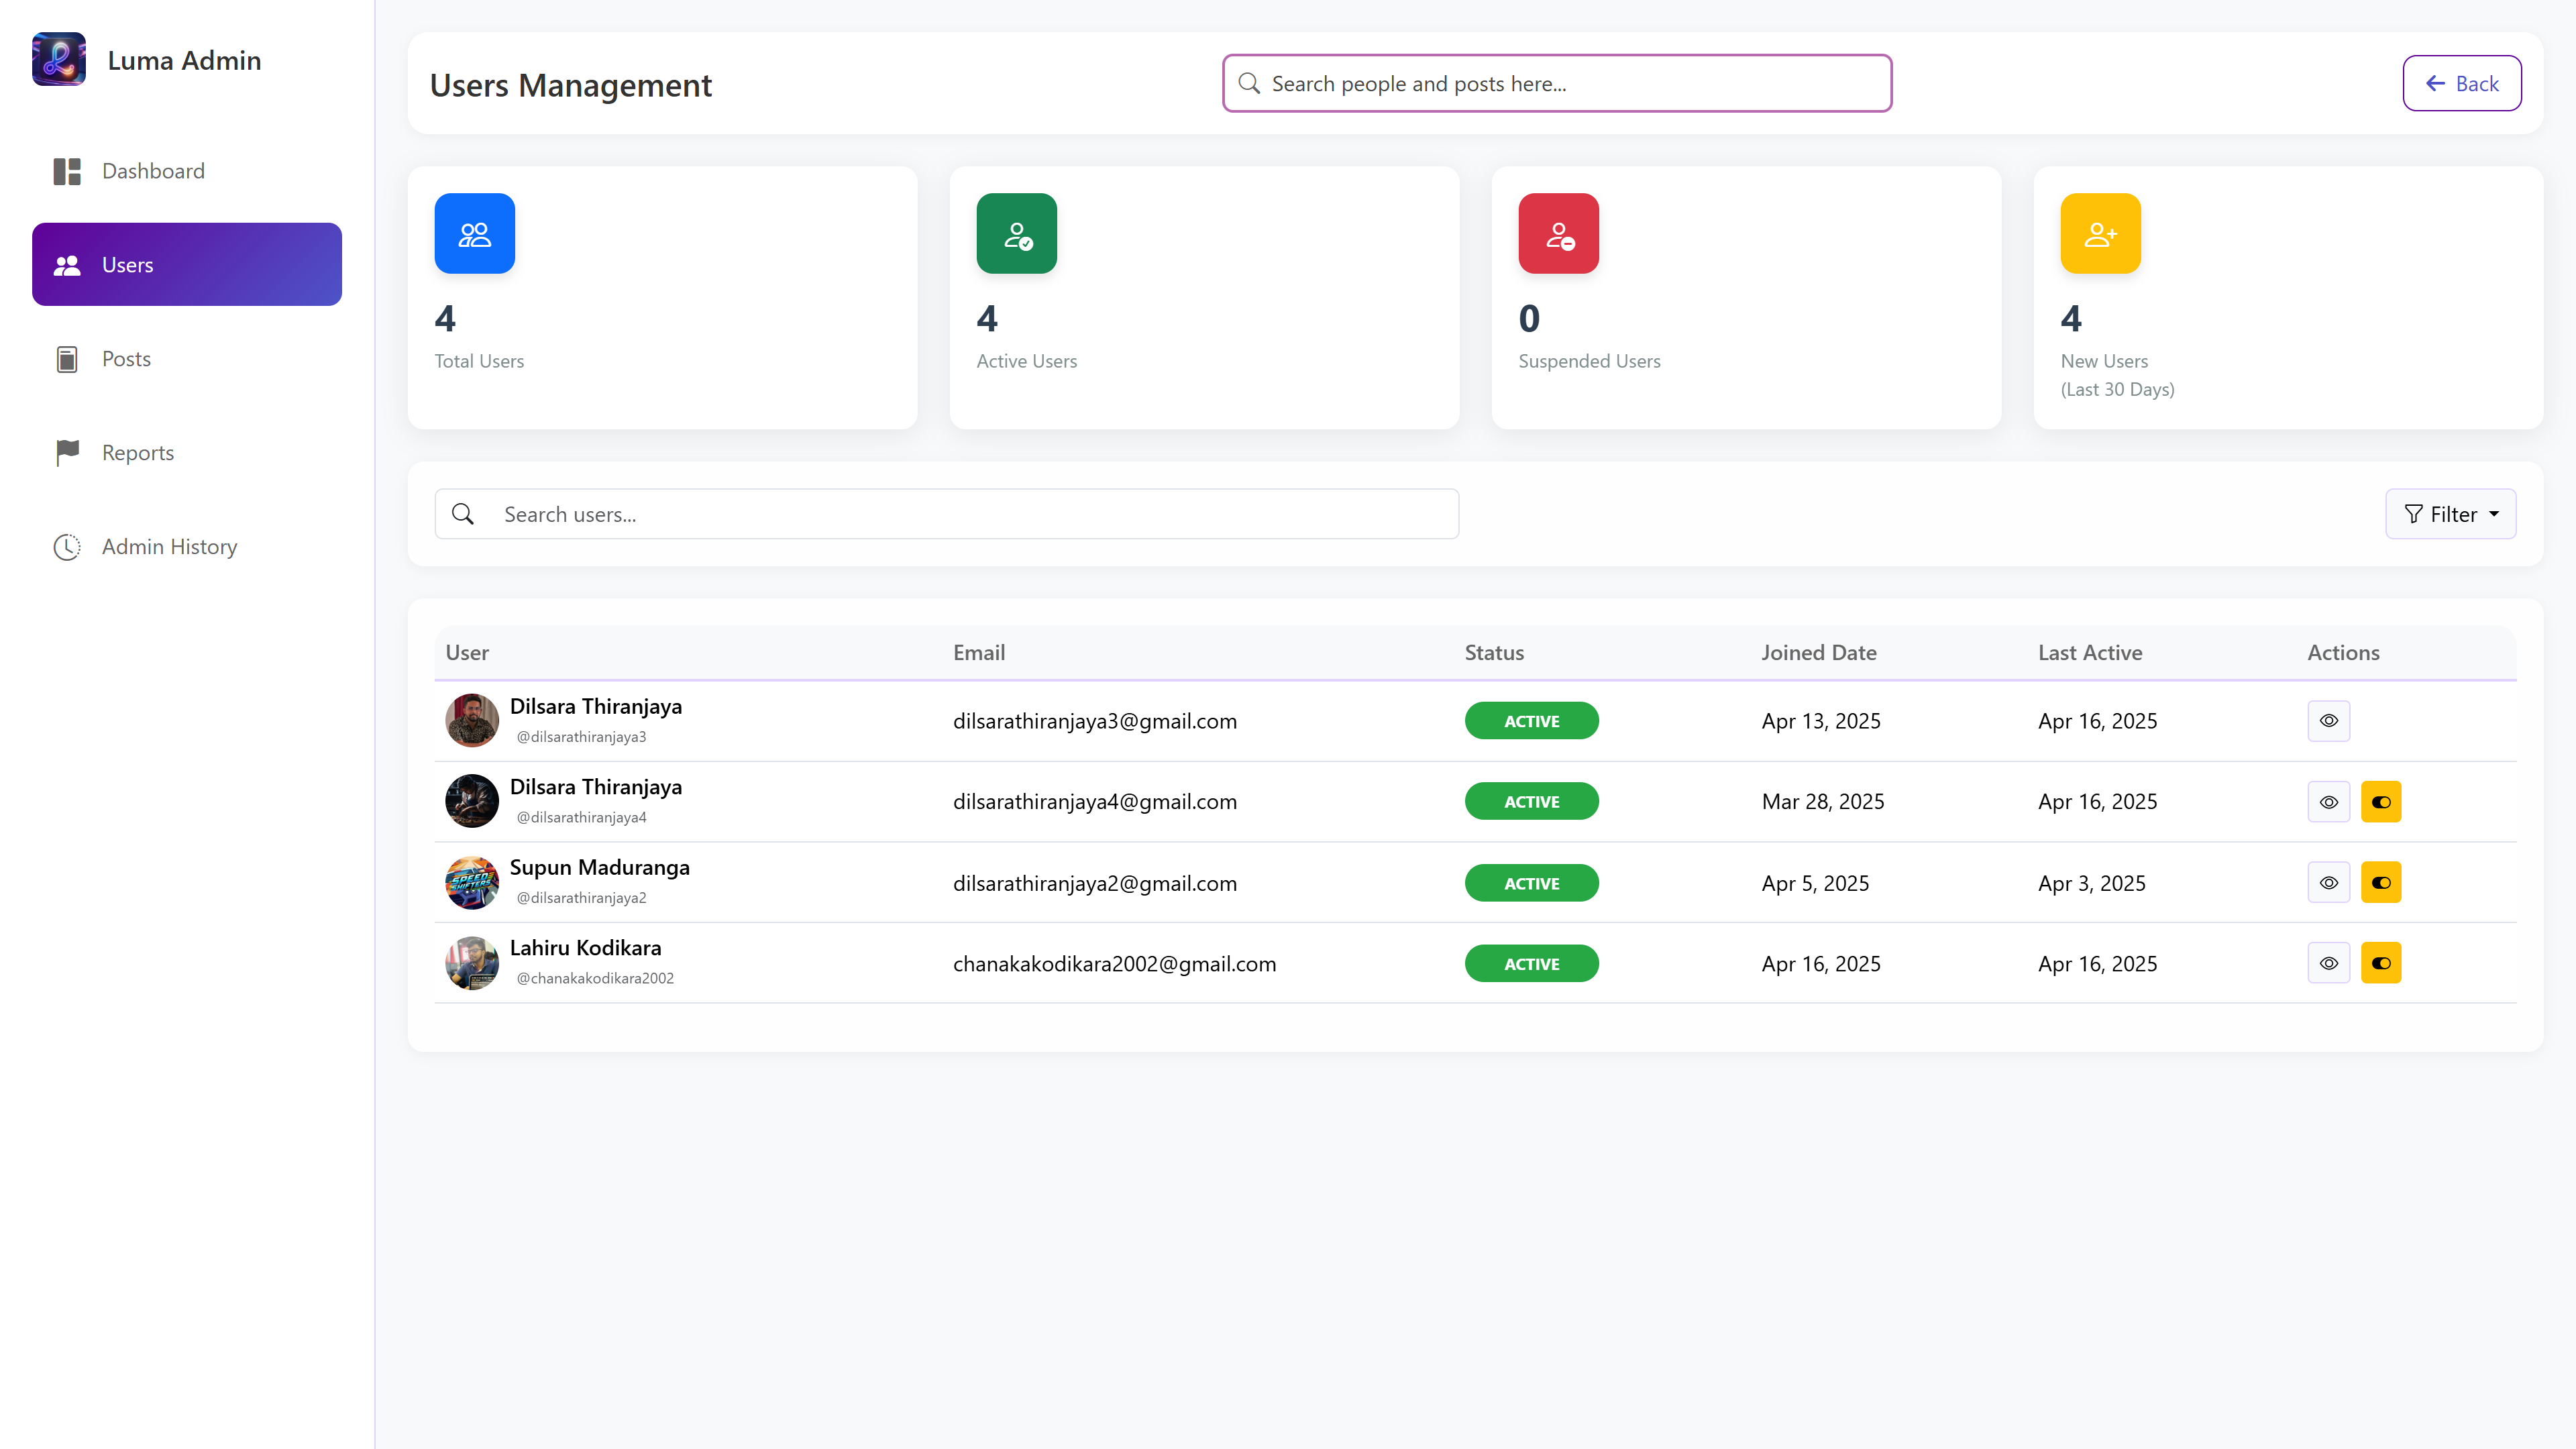 Luma Admin
Dashboard
Users
Posts
Reports
Admin History
Users Management
Search people and posts here...
Back
4
Total Users
4
Active Users
0
Suspended Users
4
New Users
(Last 30 Days)
Search users...
Filter
User Email Status Joined Date Last Active Actions
Dilsara Thiranjaya
@dilsarathiranjaya3
dilsarathiranjaya3@gmail.com ACTIVE Apr 13, 2025 Apr 16, 2025
Dilsara Thiranjaya
@dilsarathiranjaya4
dilsarathiranjaya4@gmail.com ACTIVE Mar 28, 2025 Apr 16, 2025
SPEED
SHIFTERS
Supun Maduranga
@dilsarathiranjaya2
dilsarathiranjaya2@gmail.com ACTIVE Apr 5, 2025 Apr 3, 2025
Lahiru Kodikara
@chanakakodikara2002
chanakakodikara2002@gmail.com ACTIVE Apr 16, 2025 Apr 16, 2025